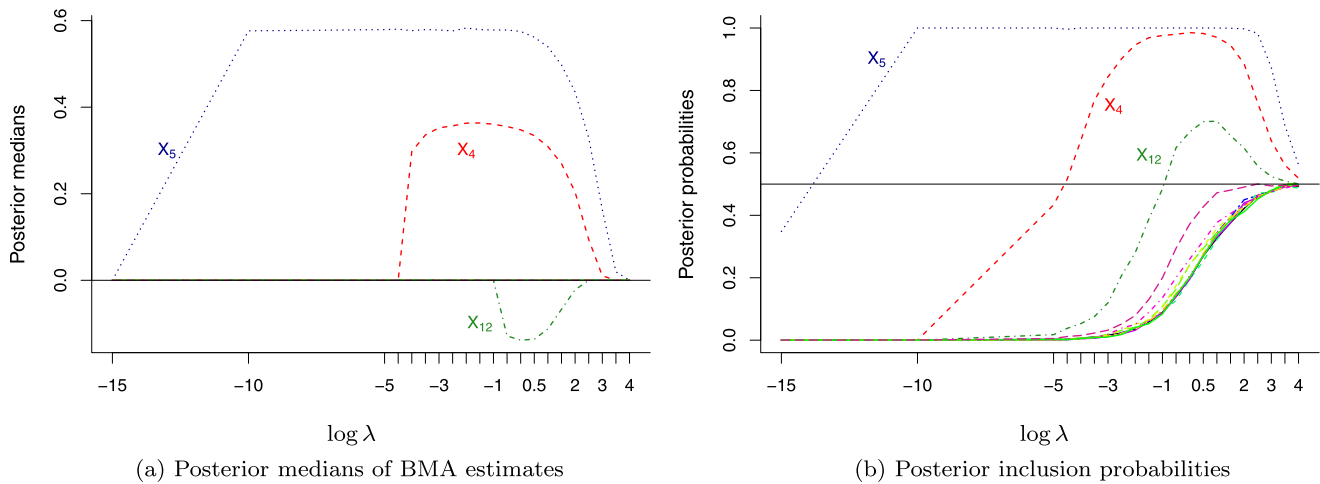 Posterior medians
0.6
0.4
0.2
0.0
X5
X4
X12
−15 −10 −5 −3 −1 0.5 2 3 4
log λ
(a) Posterior medians of BMA estimates
Posterior probabilities
1.0
0.8
0.6
0.4
0.2
0.0
X5
X4
X12
−15 −10 −5 −3 −1 0.5 2 3 4
log λ
(b) Posterior inclusion probabilities